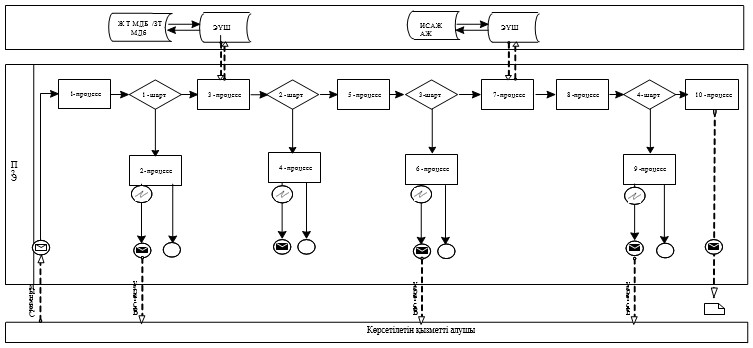 Ж Т МДБ /ЗТ
МДБ
ЭҮШ
ИСАЖ
АЖ
ЭҮШ
1-процесс
1 -шарт
3 -процесс
2 -шарт
5 -процесс
3-шарт
7-процесс
8 -процесс
4 -шарт
10 -процесс
2-процесс
4 -процесс
6 -процесс
9 -процесс
Көрсетілетін қызметті алушы